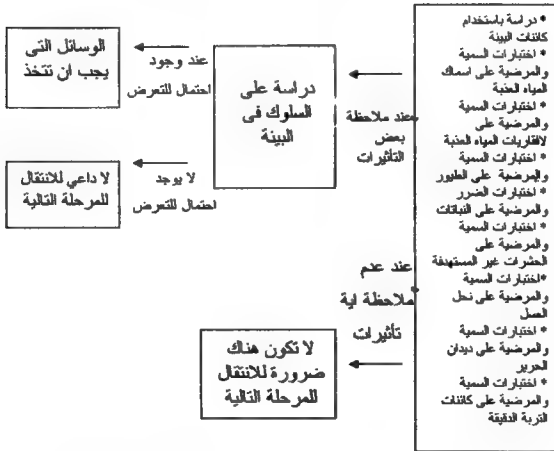 * دراسة باستخدام
كائنات البيئة
* اختبارات السمية
والمرضية على اسماك
المياه العذبة
* اختبارات السمية
والمرضية على
لافقاريات المياه العذبة
* اختبارات السمية
والمرضية على الطيور
* اختبارات الضرر
والمرضية على النباتات
* اختبارات السمية
والمرضية على
الحشرات غير المستهدفة
*اختبارات السمية
والمرضية على نحل
العسل
* اختبارات السمية
والمرضية على ديدان
الحرير
* اختبارات السمية
والمرضية على كائنات
التربة الدقيقة
عند ملاحظة
بعض
التأثيرات
دراسة على
السلوك فى
البيئة
عند وجود
احتمال للتعرض
الوسائل التى
يجب ان تتخذ
لا يوجد
احتمال للتعرض
لا داعي للانتقال
للمرحلة التالية
عند عدم
ملاحظة اية
تأثيرات
لا تكون هناك
ضرورة للانتقال
للمرحلة التالية